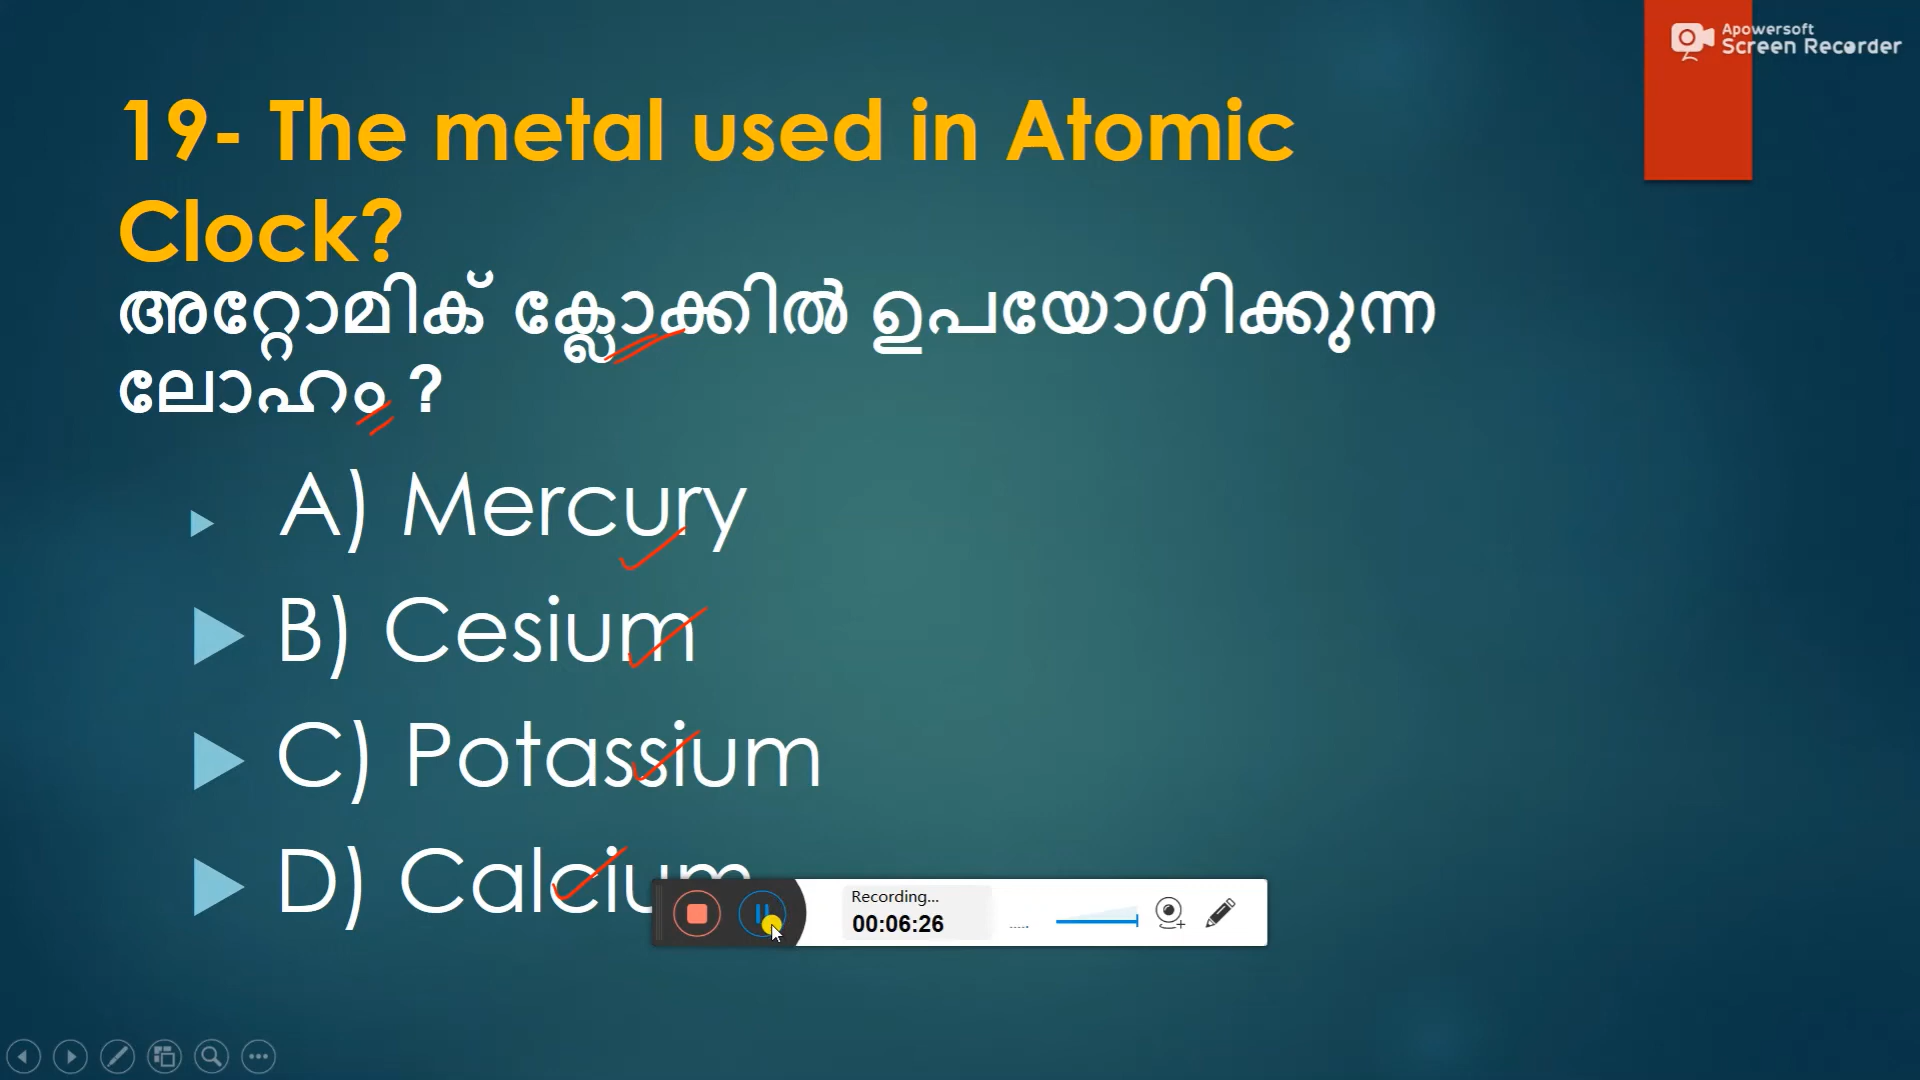 Apowersoft
Screen Recorder
19- The metal used in Atomic
Clock?
അറ്റോമിക് ക്ലോക്കിൽ ഉപയോഗിക്കുന്ന
ലോഹം ?
A) Mercury
B) Cesium
C) Potassium
D) Calcium
Recording...
00:06:26